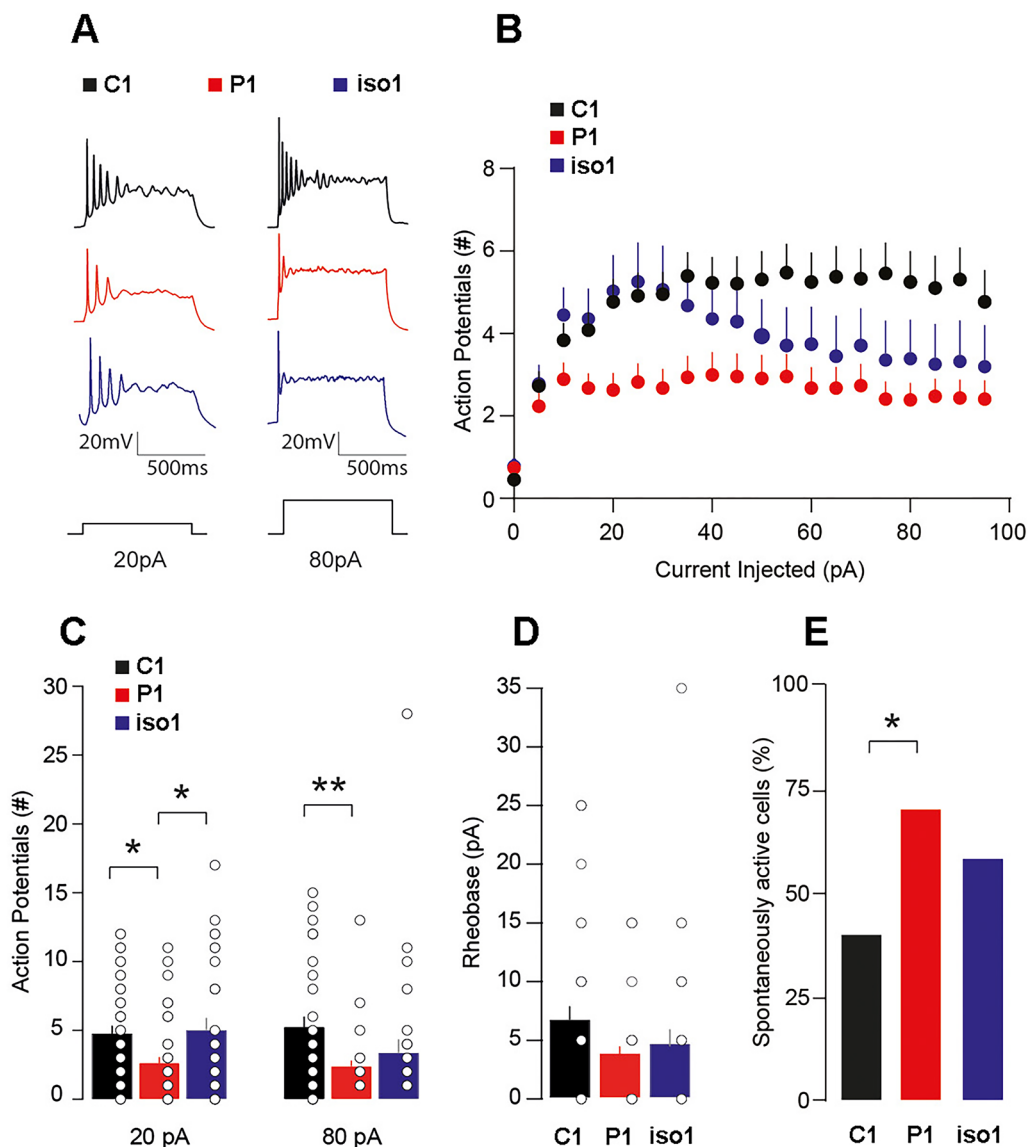 A
C1 P1 iso1
20mV 500ms
20mV 500ms
20pA
80pA
B
C1
P1
iso1
Action Potentials (#)
8
6
4
2
0
0 20 40 60 80 100
Current Injected (pA)
C
C1
P1
iso1
Action Potentials (#)
30
25
20
15
10
5
0
* * **
20 pA 80 pA
D
Rheobase (pA)
35
30
25
20
15
10
5
0
C1 P1 iso1
E
Spontaneously active cells (%)
100
75
50
25
0
*
C1 P1 iso1